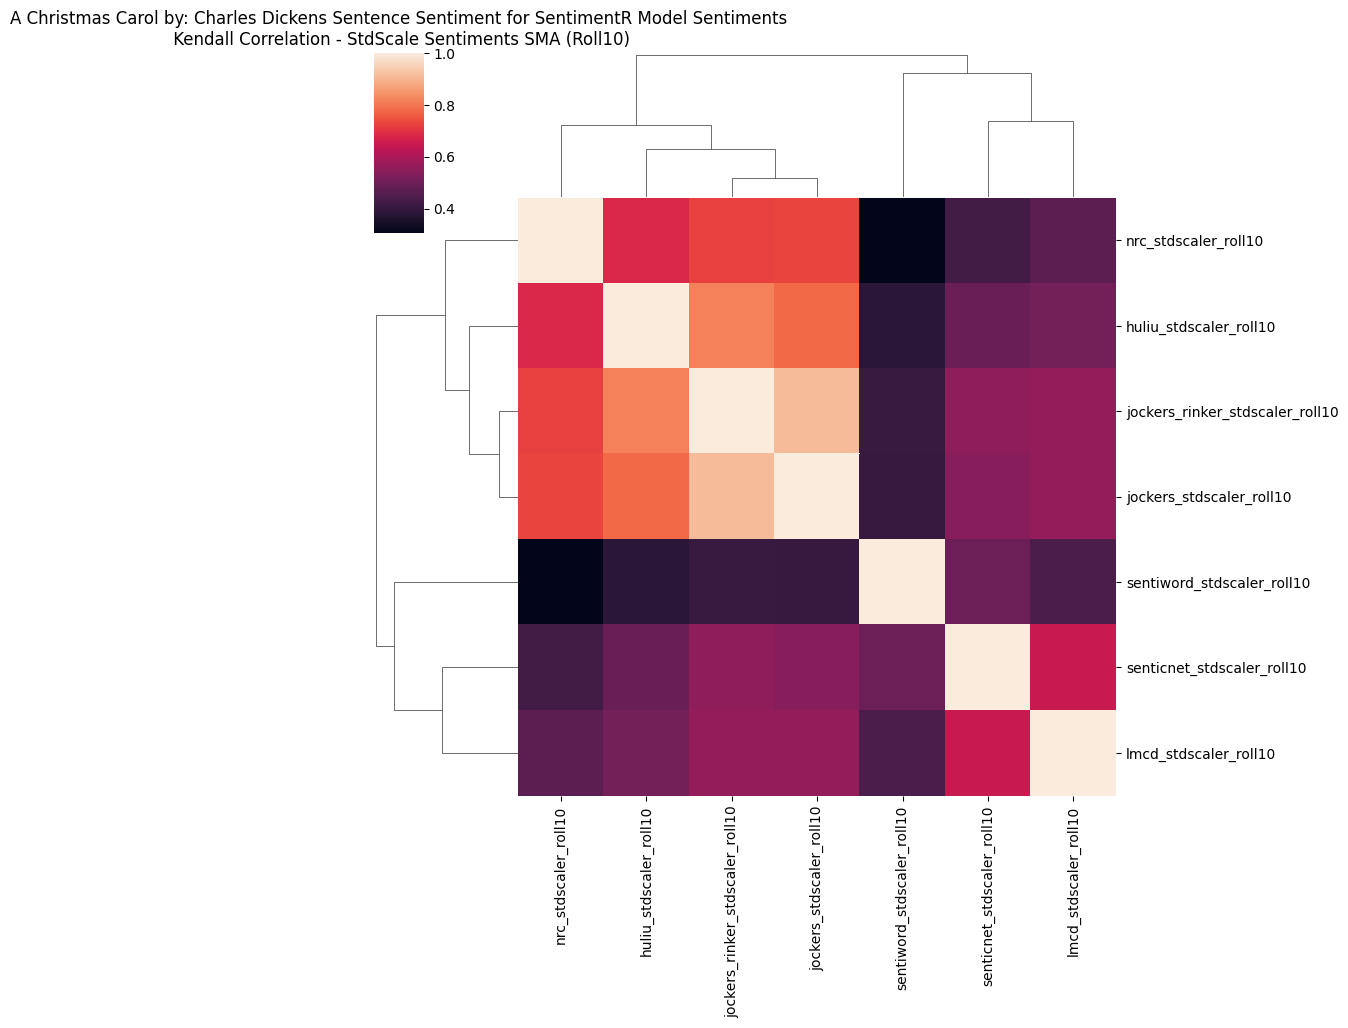 A Christmas Carol by: Charles Dickens Sentence Sentiment for SentimentR Model Sentiments
Kendall Correlation - StdScale Sentiments SMA (Roll10)
1.0
0.8
0.6
0.4
nrc_stdscaler_roll10
huliu_stdscaler_roll10
jockers_rinker_stdscaler_roll10
jockers_stdscaler_roll10
sentiword_stdscaler_roll10
senticnet_stdscaler_roll10
lmcd_stdscaler_roll10
nrc_stdscaler_roll10
huliu_stdscaler_roll10
jockers_rinker_stdscaler_roll10
jockers_stdscaler_roll10
sentiword_stdscaler_roll10
senticnet_stdscaler_roll10
lmcd_stdscaler_roll10